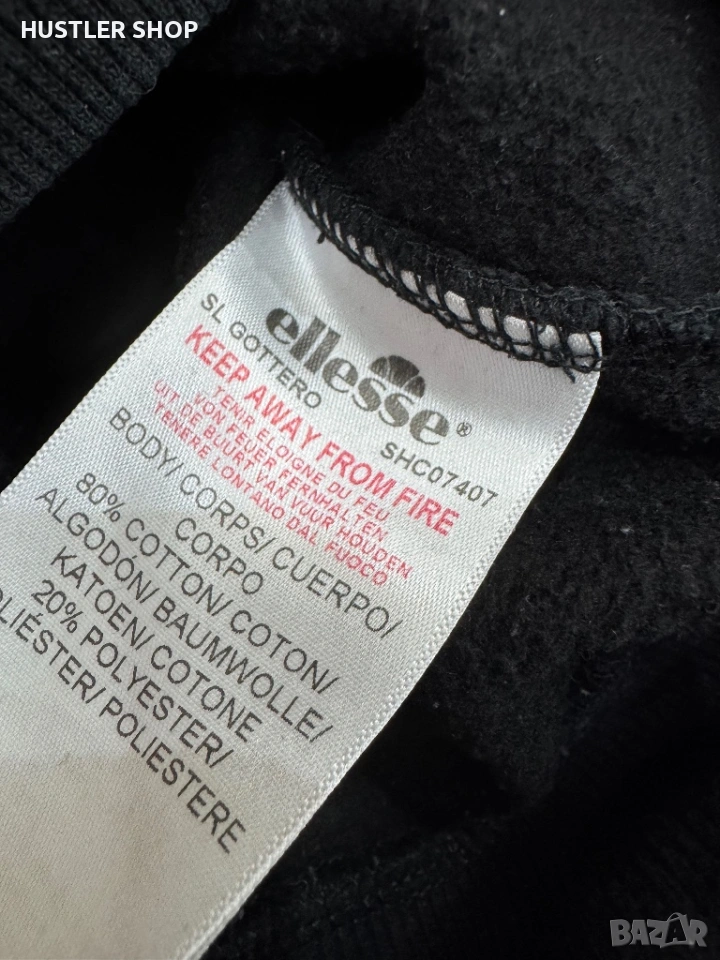 HUSTLER SHOP
ellesse®
SL GOTTERO SHC07407
KEEP AWAY FROM FIRE
TENIR ÉLOIGNE DU FEU
VON FEUER FERNHALTEN
UIT DE BUURT VAN VUUR HOUDEN
TENERE LONTANO DAL FUOCO
BODY/ CORPS/ CUERPO/
CORPO
80% COTTON/ COTON/
ALGODÓN/ BAUMWOLLE/
KATOEN/ COTONE
20% POLYESTER/
POLIÉSTER/ POLIESTERE
BAZAR